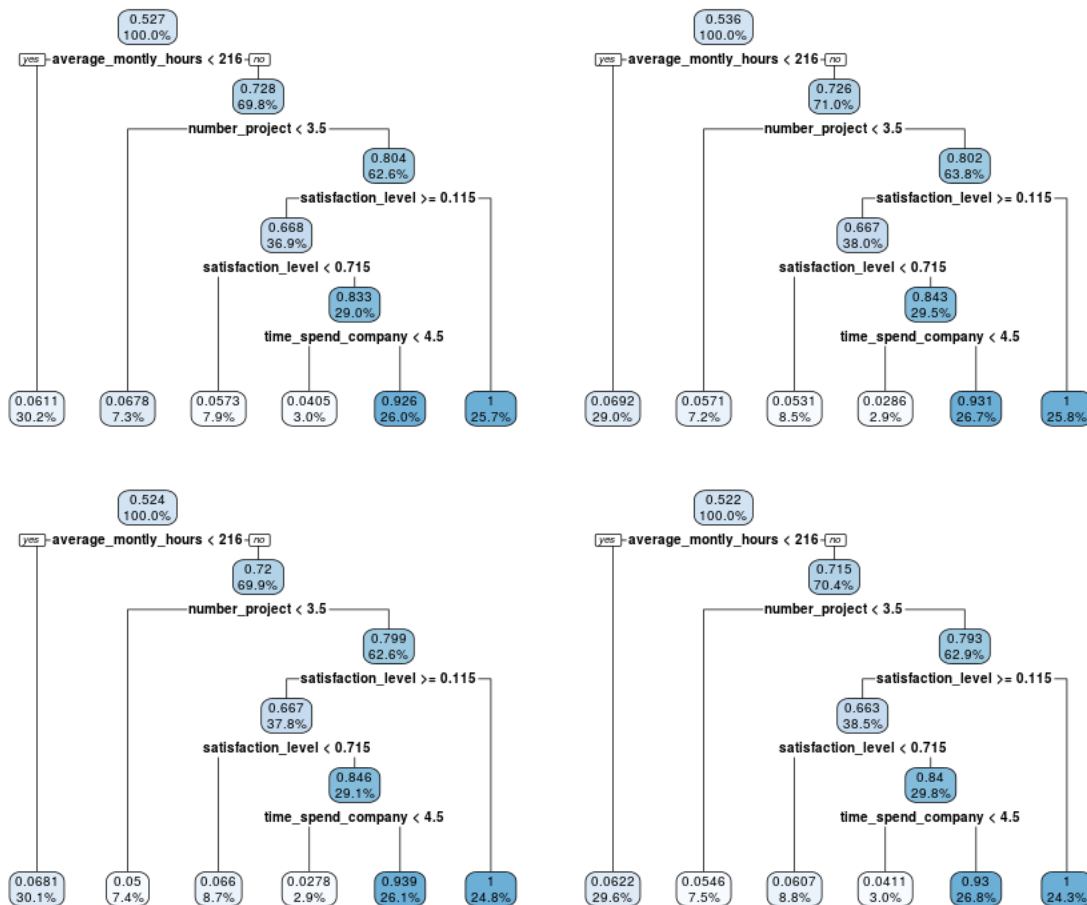 0.527
100.0%
yes average_montly_hours < 216 no
0.728
69.8%
number_project < 3.5
0.804
62.6%
satisfaction_level >= 0.115
0.668
36.9%
satisfaction_level < 0.715
0.833
29.0%
time_spend_company < 4.5
0.0611 0.0678 0.0573 0.0405 0.926 1
30.2% 7.3% 7.9% 3.0% 26.0% 25.7%
0.536
100.0%
yes average_montly_hours < 216 no
0.726
71.0%
number_project < 3.5
0.802
63.8%
satisfaction_level >= 0.115
0.667
38.0%
satisfaction_level < 0.715
0.843
29.5%
time_spend_company < 4.5
0.0692 0.0571 0.0531 0.0286 0.931 1
29.0% 7.2% 8.5% 2.9% 26.7% 25.8%
0.524
100.0%
yes average_montly_hours < 216 no
0.72
69.9%
number_project < 3.5
0.799
62.6%
satisfaction_level >= 0.115
0.667
37.8%
satisfaction_level < 0.715
0.846
29.1%
time_spend_company < 4.5
0.0681 0.05 0.066 0.0278 0.939 1
30.1% 7.4% 8.7% 2.9% 26.1% 24.8%
0.522
100.0%
yes average_montly_hours < 216 no
0.715
70.4%
number_project < 3.5
0.793
62.9%
satisfaction_level >= 0.115
0.663
38.5%
satisfaction_level < 0.715
0.84
29.8%
time_spend_company < 4.5
0.0622 0.0546 0.0607 0.0411 0.93 1
29.6% 7.5% 8.8% 3.0% 26.8% 24.3%